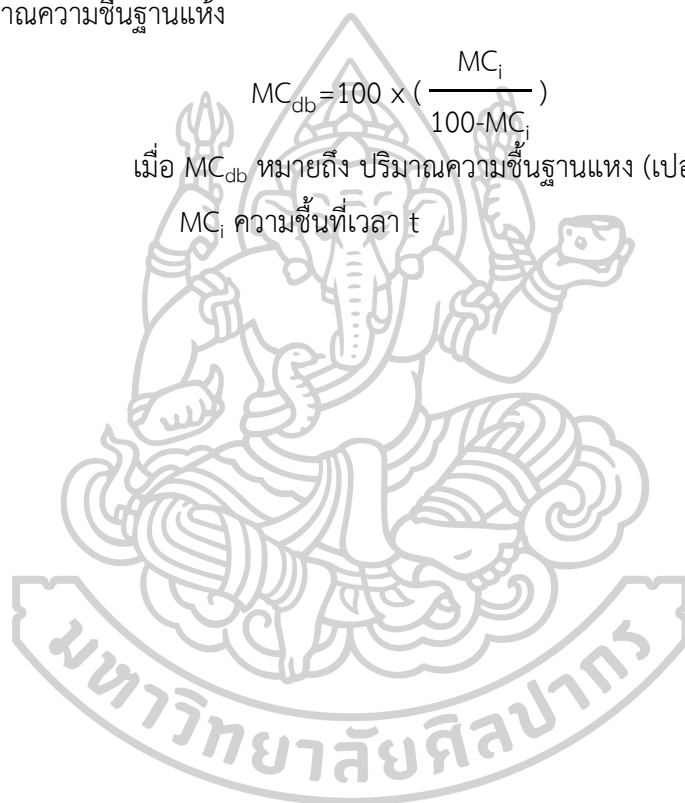 าณความชื้นฐานแห้ง
MC_db=100 x ( MC_i / 100-MC_i )
เมื่อ MC_db หมายถึง ปริมาณความชื้นฐานแหง (เปอ
MC_i ความชื้นที่เวลา t
มหาวิทยาลัยศิลปากร